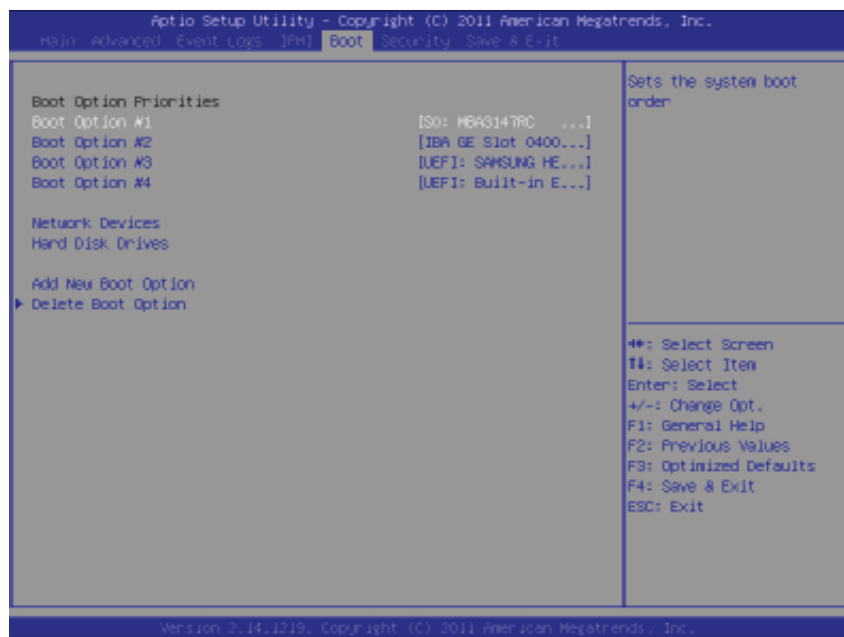 Aptio Setup Utility - Copyright (C) 2011 American Megatrends, Inc.
Main Advanced Event Logs IPMI Boot Security Save & Exit
Boot Option Priorities
Boot Option #1 [SO: MBA3147RC ...]
Boot Option #2 [IBA GE Slot 0400...]
Boot Option #3 [UEFI: SAMSUNG HE...]
Boot Option #4 [UEFI: Built-in E...]
Network Devices
Hard Disk Drives
Add New Boot Option
Delete Boot Option
Sets the system boot
order
: Select Screen
: Select Item
Enter: Select
+/-: Change Opt.
F1: General Help
F2: Previous Values
F3: Optimized Defaults
F4: Save & Exit
ESC: Exit
Version 2.14.1219. Copyright (C) 2011 American Megatrends, Inc.